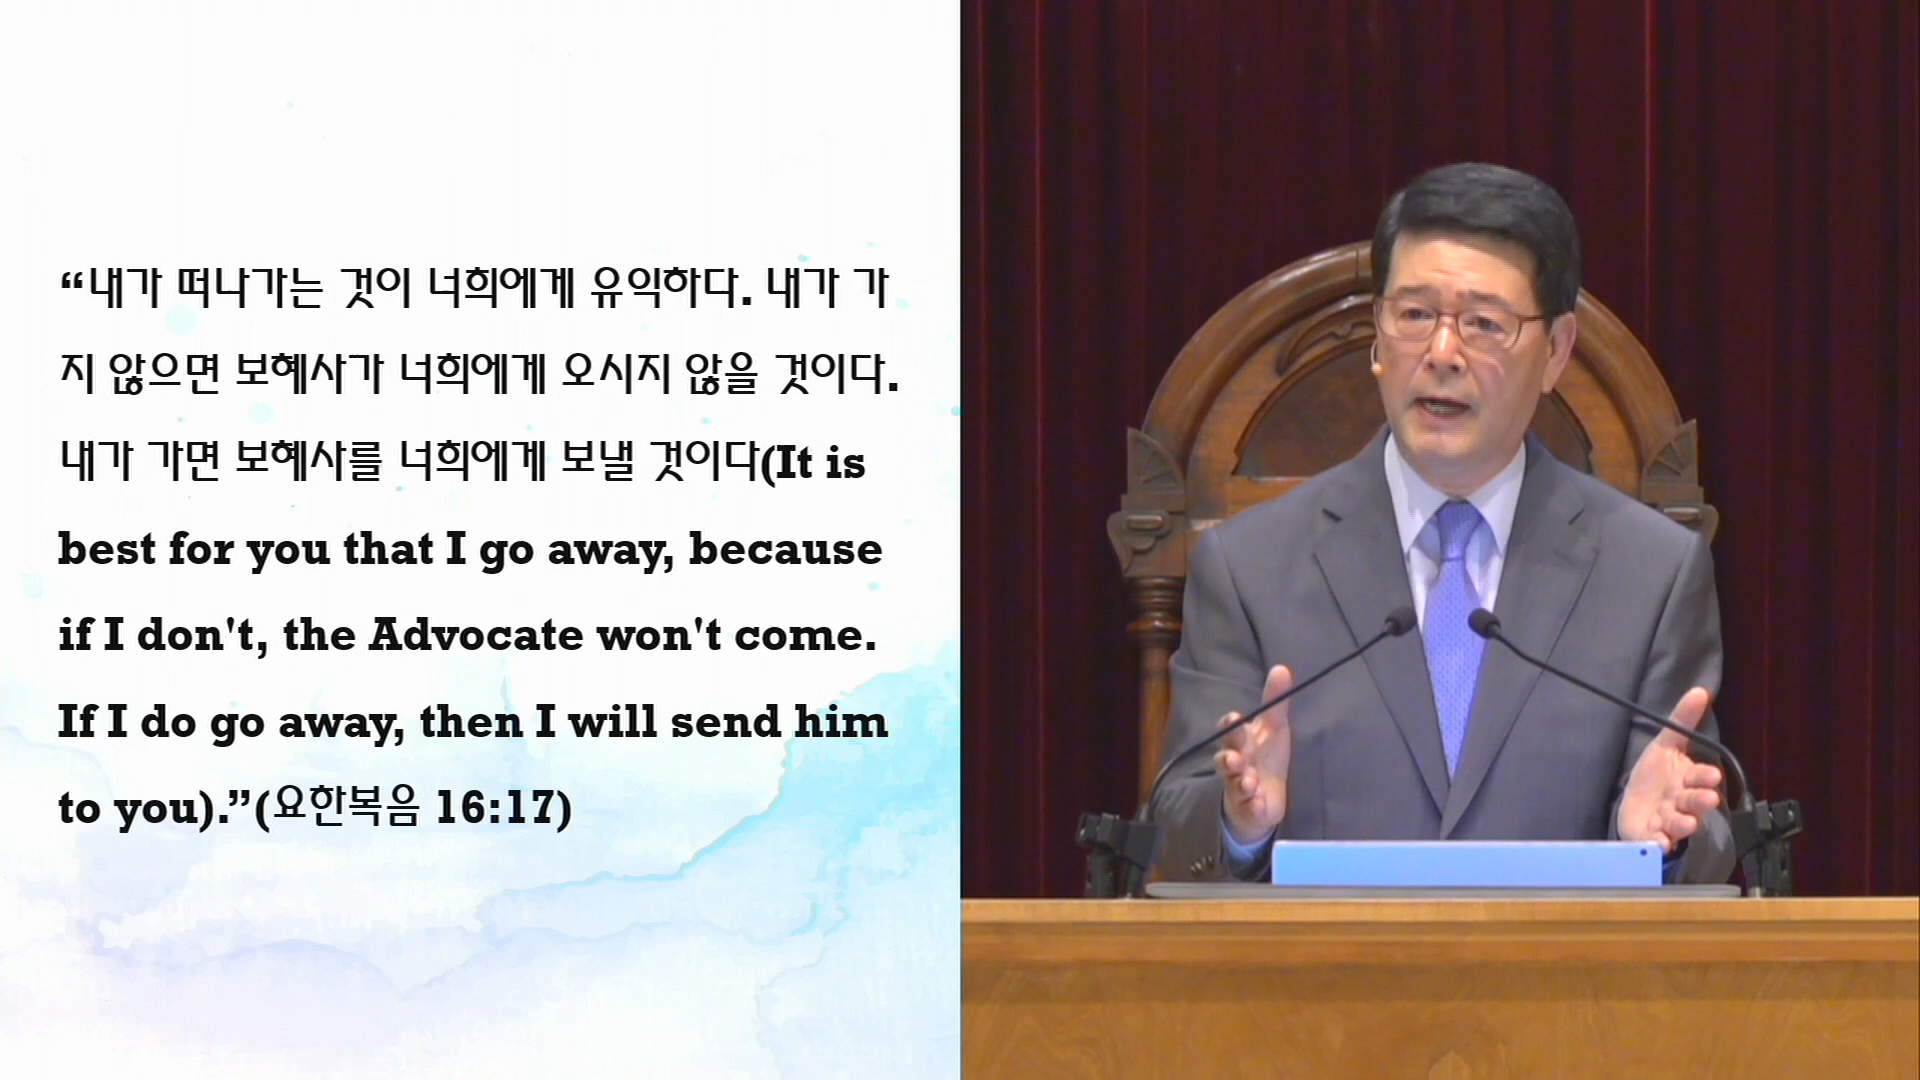 “내가 떠나가는 것이 너희에게 유익하다. 내가 가
지 않으면 보혜사가 너희에게 오시지 않을 것이다.
내가 가면 보혜사를 너희에게 보낼 것이다(It is
best for you that I go away, because
if I don't, the Advocate won't come.
If I do go away, then I will send him
to you).”(요한복음 16:17)